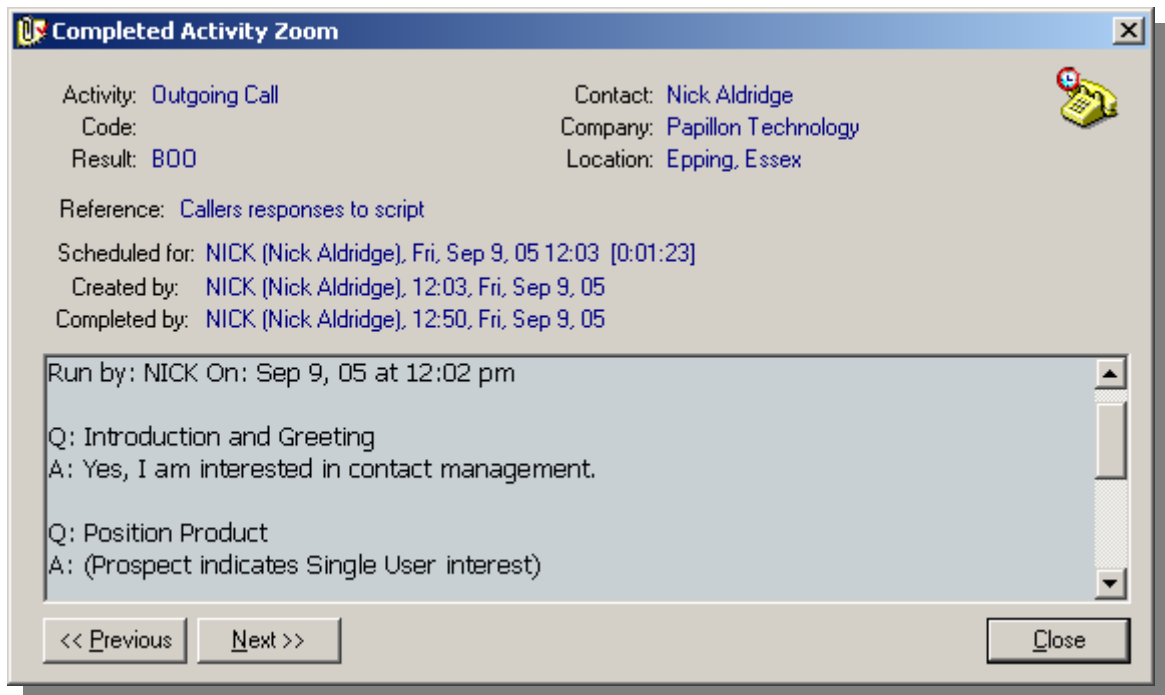 Completed Activity Zoom
Activity: Outgoing Call
Contact: Nick Aldridge
Code:
Company: Papillon Technology
Result: BOO
Location: Epping, Essex
Reference: Callers responses to script
Scheduled for: NICK (Nick Aldridge), Fri, Sep 9, 05 12:03 [0:01:23]
Created by: NICK (Nick Aldridge), 12:03, Fri, Sep 9, 05
Completed by: NICK (Nick Aldridge), 12:50, Fri, Sep 9, 05
Run by: NICK On: Sep 9, 05 at 12:02 pm
Q: Introduction and Greeting
A: Yes, I am interested in contact management.
Q: Position Product
A: (Prospect indicates Single User interest)
<< Previous
Next >>
Close